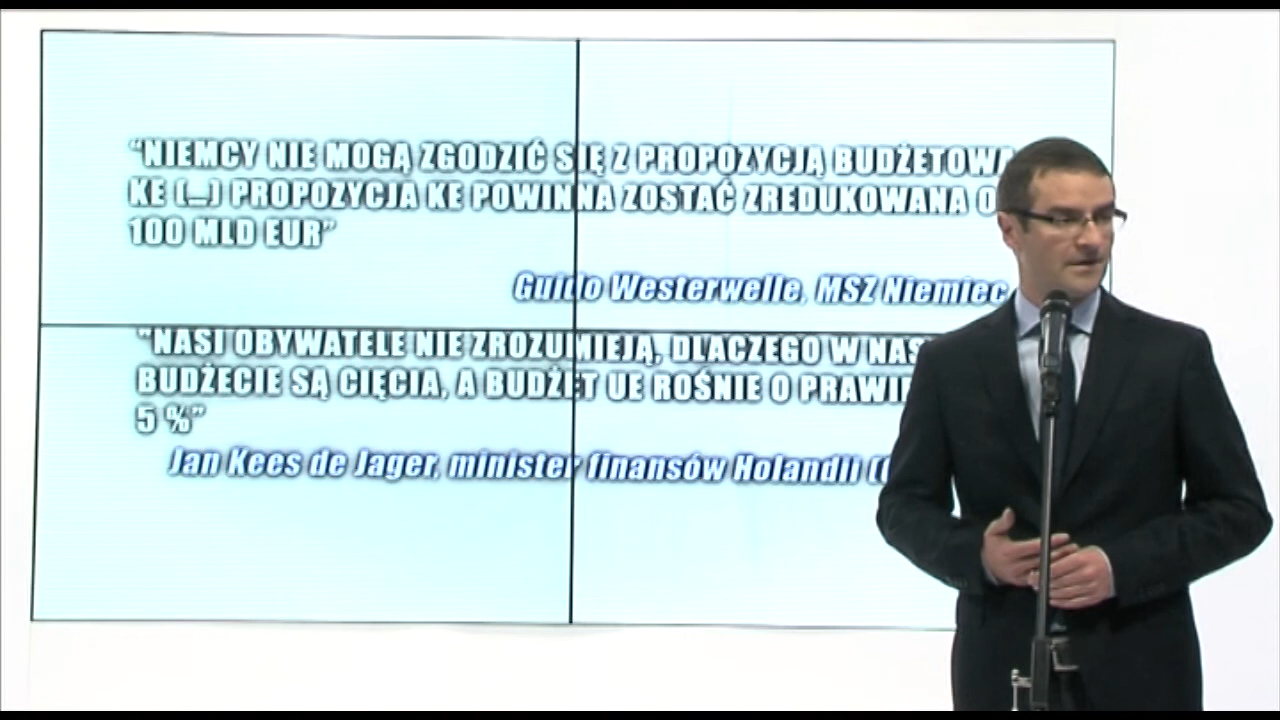 "NIEMCY NIE MOGĄ ZGODZIĆ SIĘ Z PROPOZYCJĄ BUDŻETOWĄ
KE (...) PROPOZYCJA KE POWINNA ZOSTAĆ ZREDUKOWANA O
100 MLD EUR"
Guido Westerwelle, MSZ Niemiec
"NASI OBYWATELE NIE ZROZUMIEJĄ, DLACZEGO W
BUDŻECIE SĄ CIĘCIA, A BUDŻET UE ROŚNIE O
5 %"
Jan Kees de Jager, minister finansów Holandii